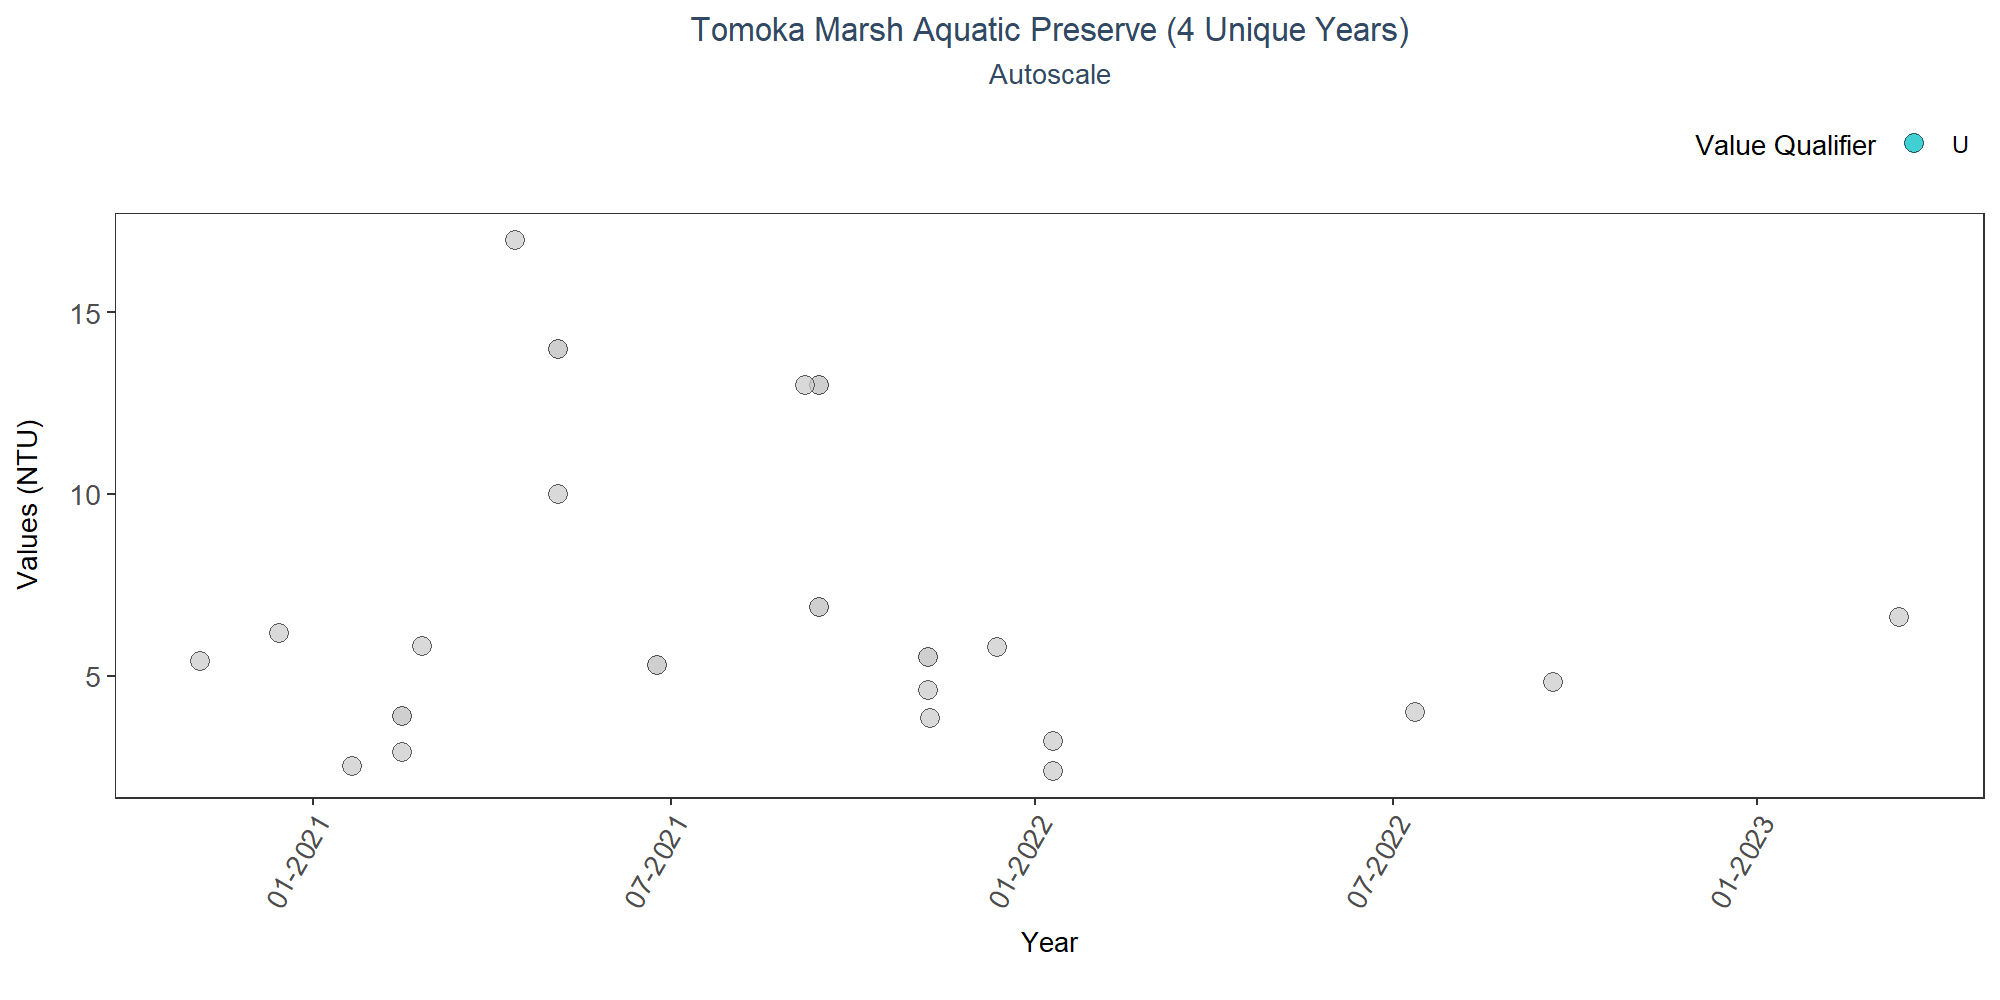 Tomoka Marsh Aquatic Preserve (4 Unique Years)
Autoscale
Value Qualifier U
Values (NTU)
15
10
5
01-2021 07-2021 01-2022 07-2022 01-2023
Year